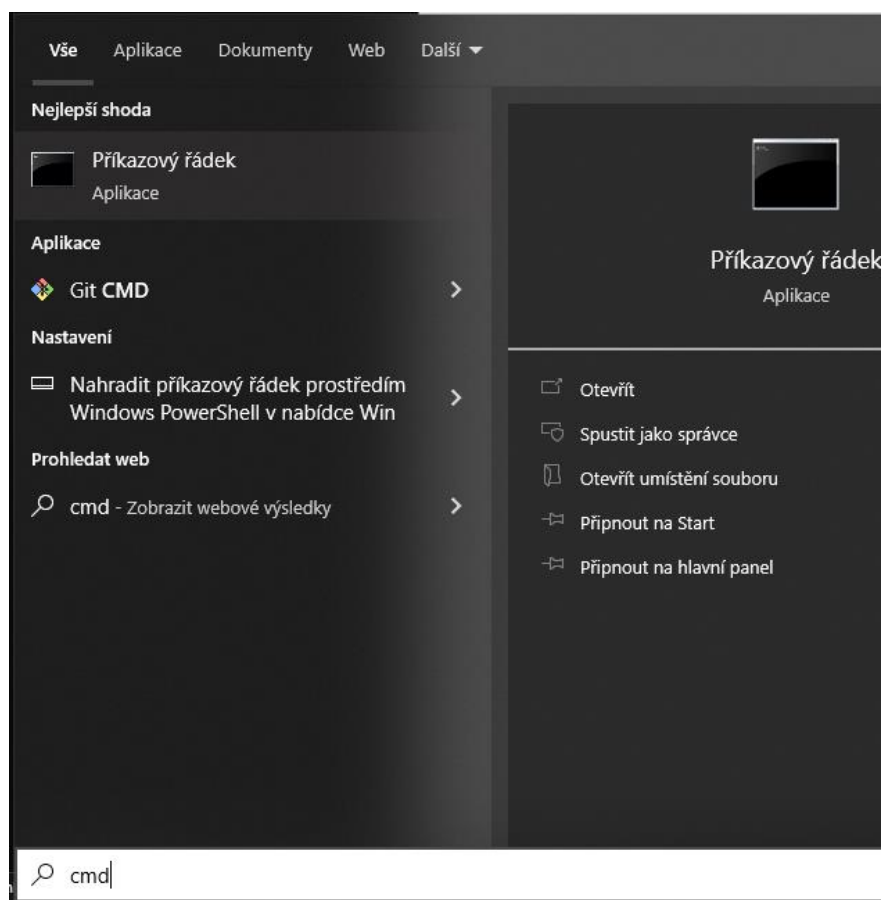 Vše Aplikace Dokumenty Web Další
Nejlepší shoda
Příkazový řádek
Aplikace
Aplikace
Git CMD
Nastavení
Nahradit příkazový řádek prostředím
Windows PowerShell v nabídce Win
Prohledat web
cmd - Zobrazit webové výsledky
Příkazový řádek
Aplikace
Otevřít
Spustit jako správce
Otevřít umístění souboru
Připnout na Start
Připnout na hlavní panel
cmd